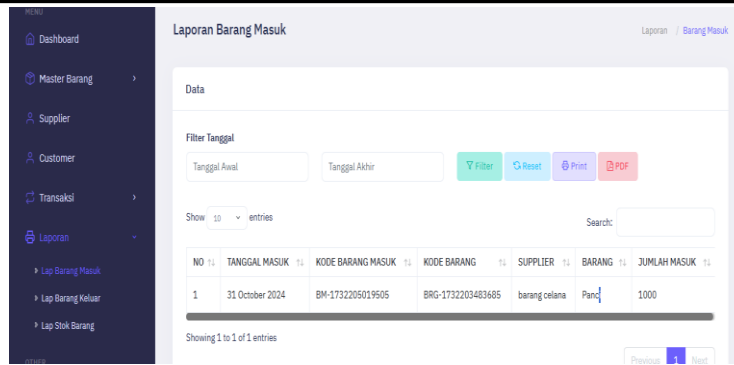 MENU
Dashboard
Master Barang
Supplier
Customer
Transaksi
Laporan
Lap Barang Masuk
Lap Barang Keluar
Lap Stok Barang
OTHER
Laporan Barang Masuk
Laporan / Barang Masuk
Data
Filter Tanggal
Tanggal Awal Tanggal Akhir Filter Reset Print PDF
Show 10 entries
Search:
NO TANGGAL MASUK KODE BARANG MASUK KODE BARANG SUPPLIER BARANG JUMLAH MASUK
1 31 October 2024 BM-1732205019505 BRG-1732203483685 barang celana Panc 1000
Showing 1 to 1 of 1 entries
Previous 1 Next